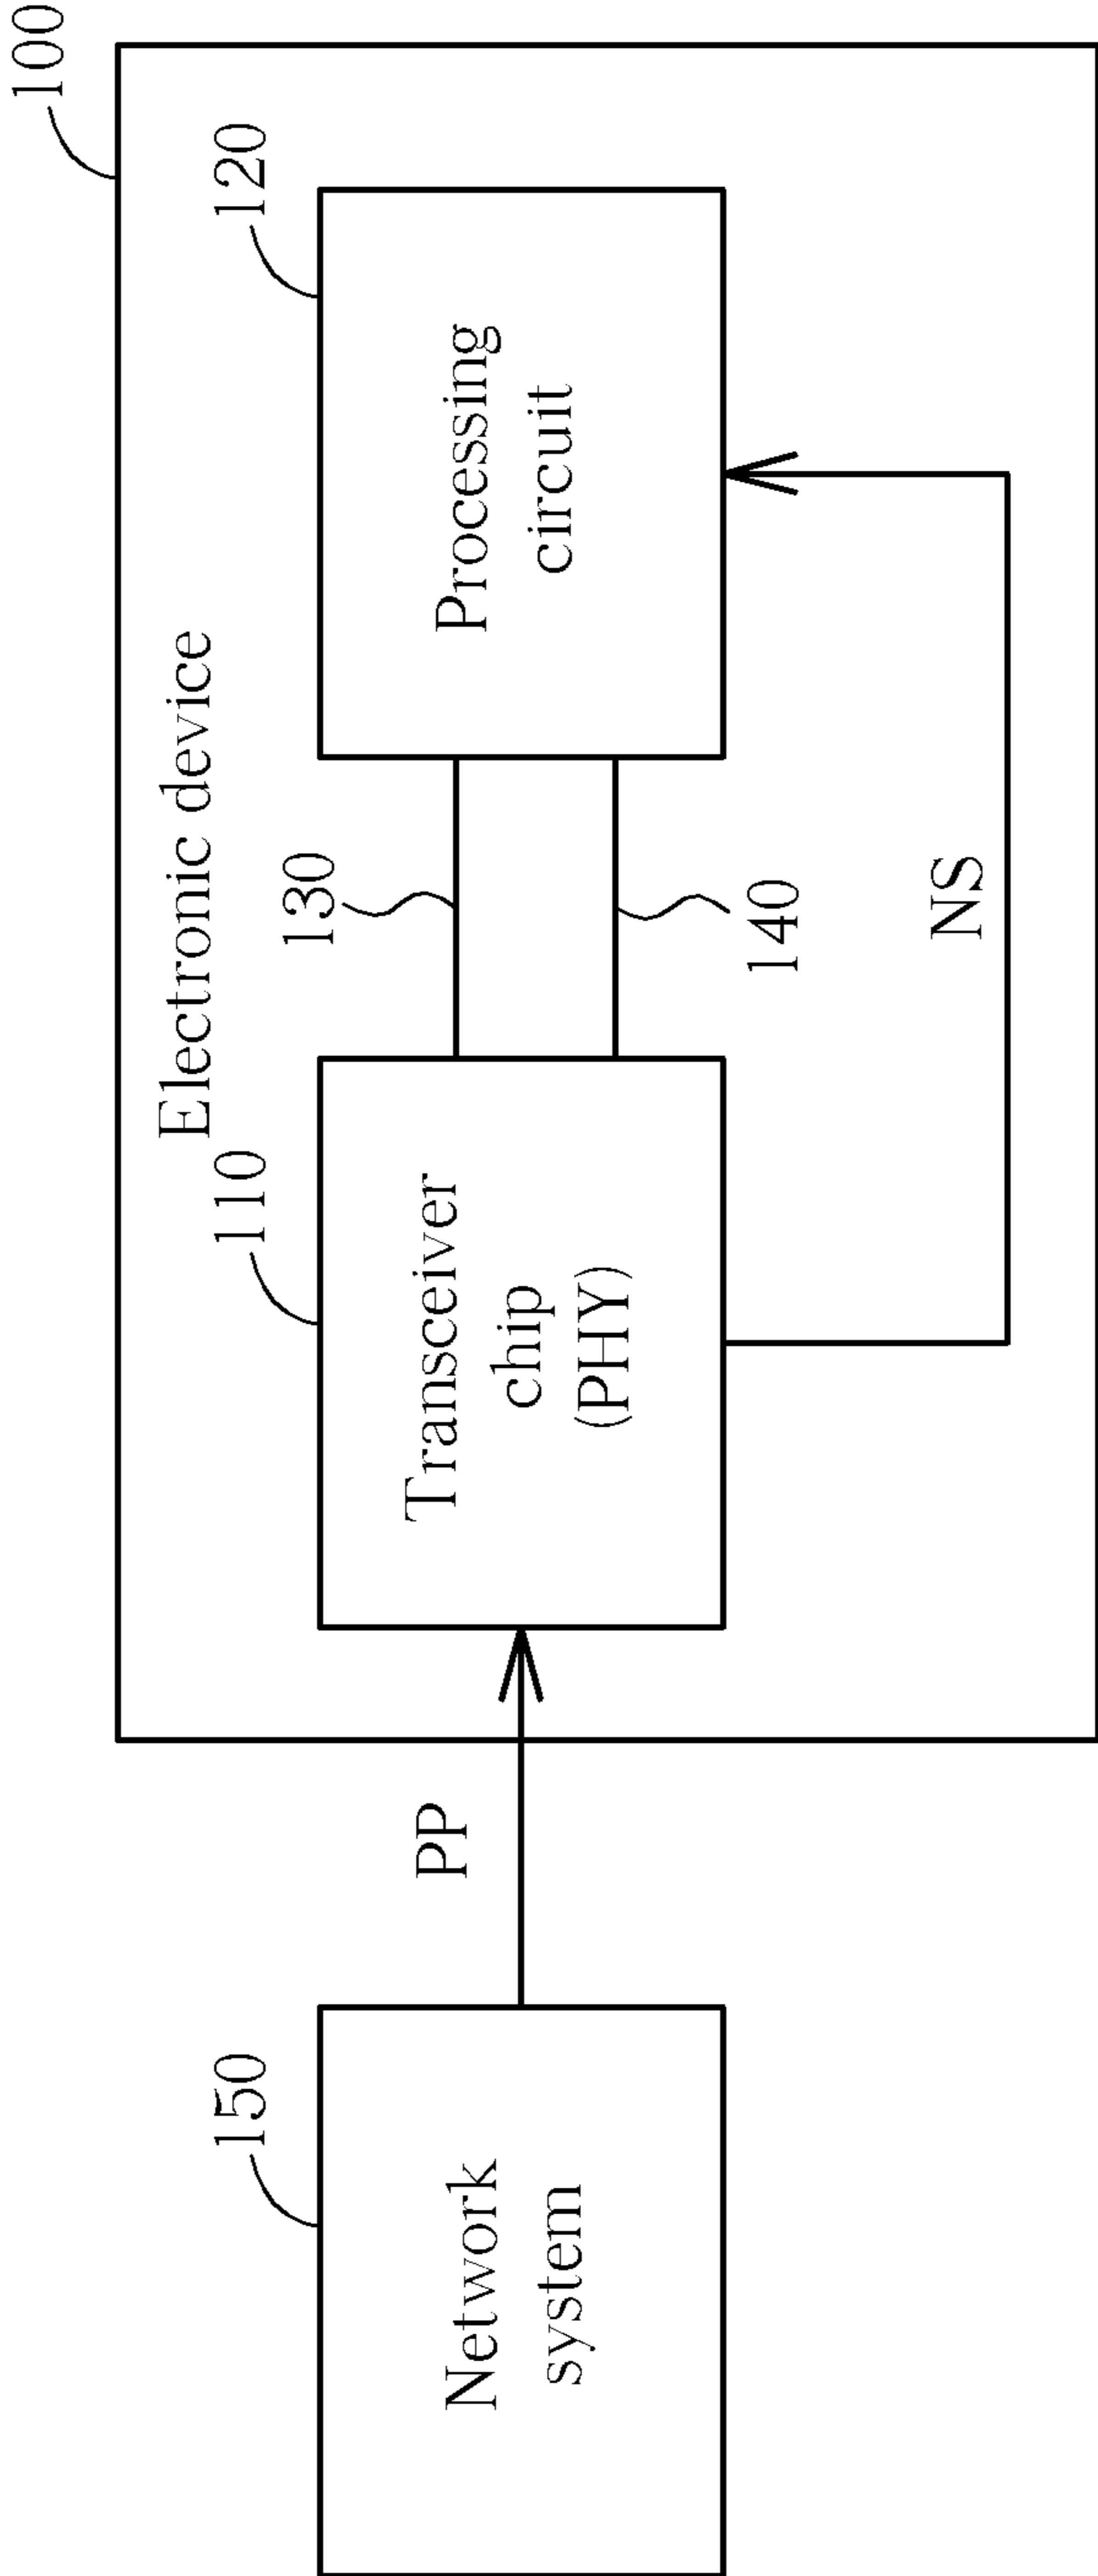 100
Electronic device
150
110
120
Network
system
PP
Transceiver
chip
(PHY)
130
140
Processing
circuit
NS